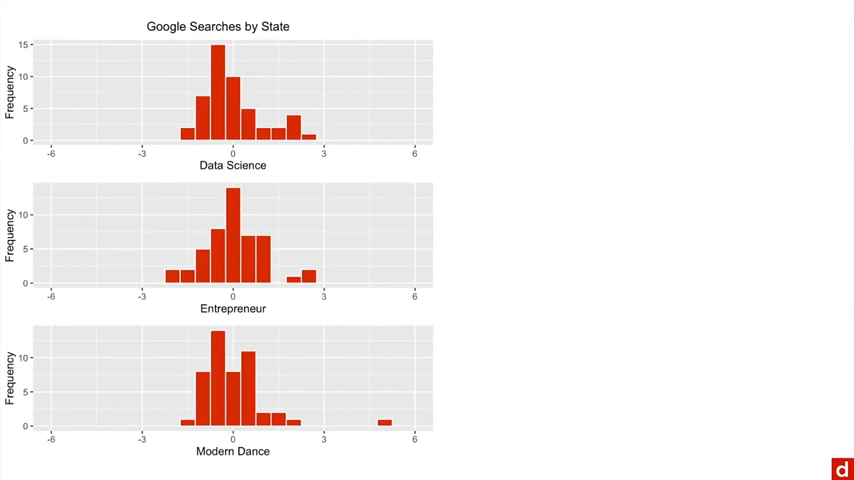 Google Searches by State
15
10
5
0
Frequency
-6 -3 0 3 6
Data Science
10
5
0
Frequency
-6 -3 0 3 6
Entrepreneur
10
5
0
Frequency
-6 -3 0 3 6
Modern Dance
d